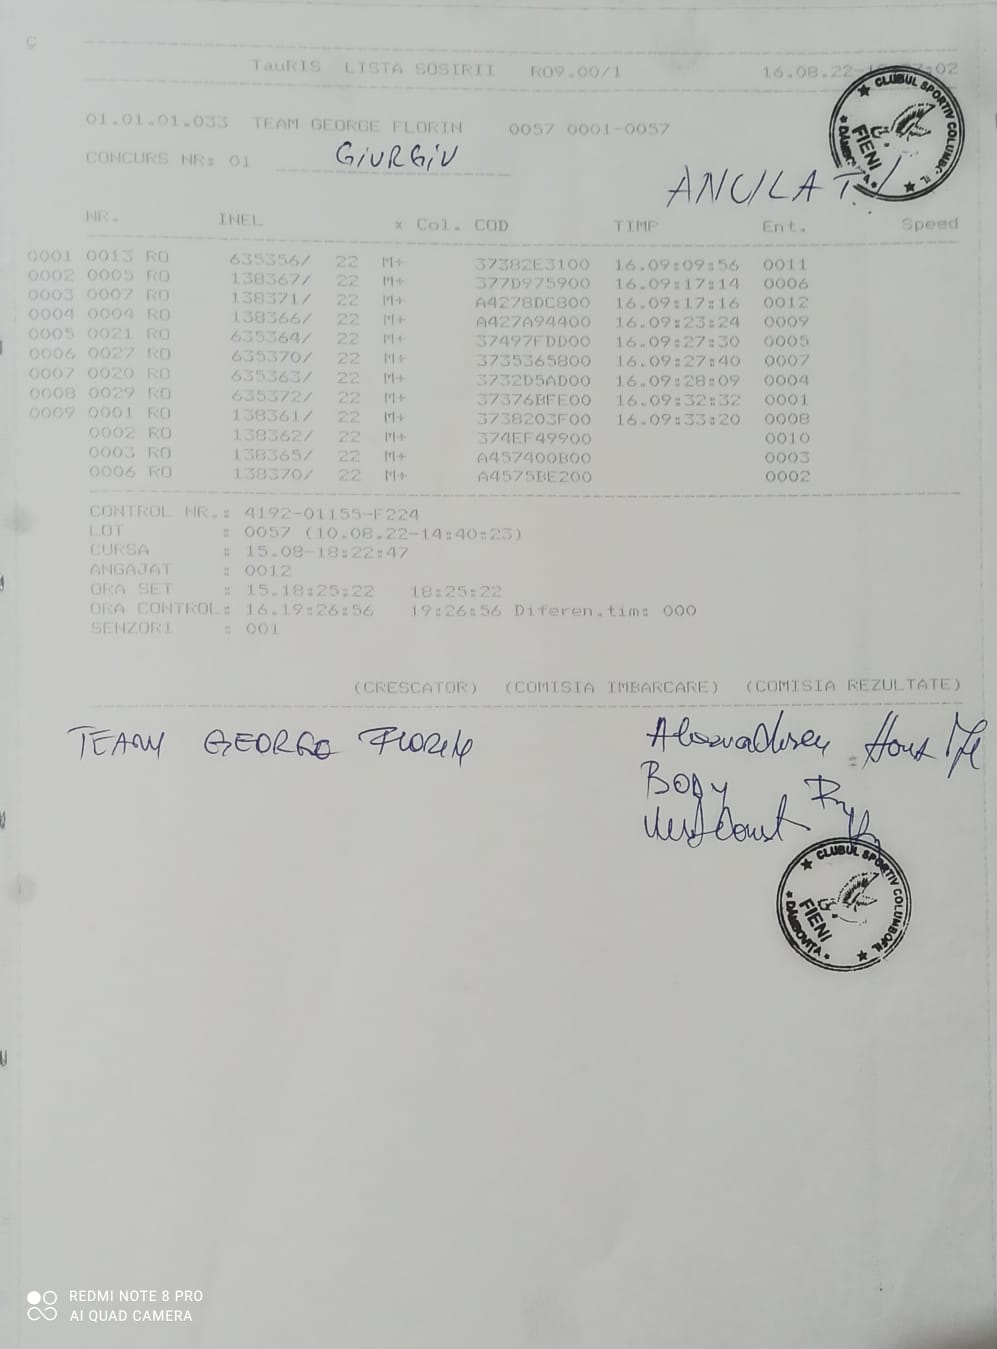 TauRIS LISTA SOSIRII R09.00/1 16.08.22
01.01.01.033 TEAM GEORGE FLORIN 0057 0001-0057
CONCURS NR: 01 GIURGIU
ANULAT!
NR. INEL x Col. COD TIMP Ent. Speed
0001 0013 RO 635356/ 22 M+ 37382E3100 16.09:09:56 0011
0002 0005 RO 138367/ 22 M+ 377D975900 16.09:17:14 0006
0003 0007 RO 138371/ 22 M+ A4278DC800 16.09:17:16 0012
0004 0004 RO 138366/ 22 M+ A427A94400 16.09:23:24 0009
0005 0021 RO 635364/ 22 M+ 37497FDD00 16.09:27:30 0005
0006 0027 RO 635370/ 22 M+ 3735365800 16.09:27:40 0007
0007 0020 RO 635363/ 22 M+ 3732D5AD00 16.09:28:09 0004
0008 0029 RO 635372/ 22 M+ 37376BFE00 16.09:32:32 0001
0009 0001 RO 138361/ 22 M+ 3738203F00 16.09:33:20 0008
0002 RO 138362/ 22 M+ 374EF49900 0010
0003 RO 138365/ 22 M+ A457400B00 0003
0006 RO 138370/ 22 M+ A4575BE200 0002
CONTROL NR.: 4192-01155-F224
LOT : 0057 (10.08.22-14:40:23)
CURSA : 15.08-18:22:47
ANGAJAT : 0012
ORA SET : 15.18:25:22 18:25:22
ORA CONTROL: 16.19:26:56 19:26:56 Diferen.tim: 000
SENZORI : 001
(CRESCATOR) (COMISIA IMBARCARE) (COMISIA REZULTATE)
TEAM GEORGE FLORIN
CLUBUL SPORTIV COLUMBOFIL
FIENI
DAMBOVITA
REDMI NOTE 8 PRO
AI QUAD CAMERA